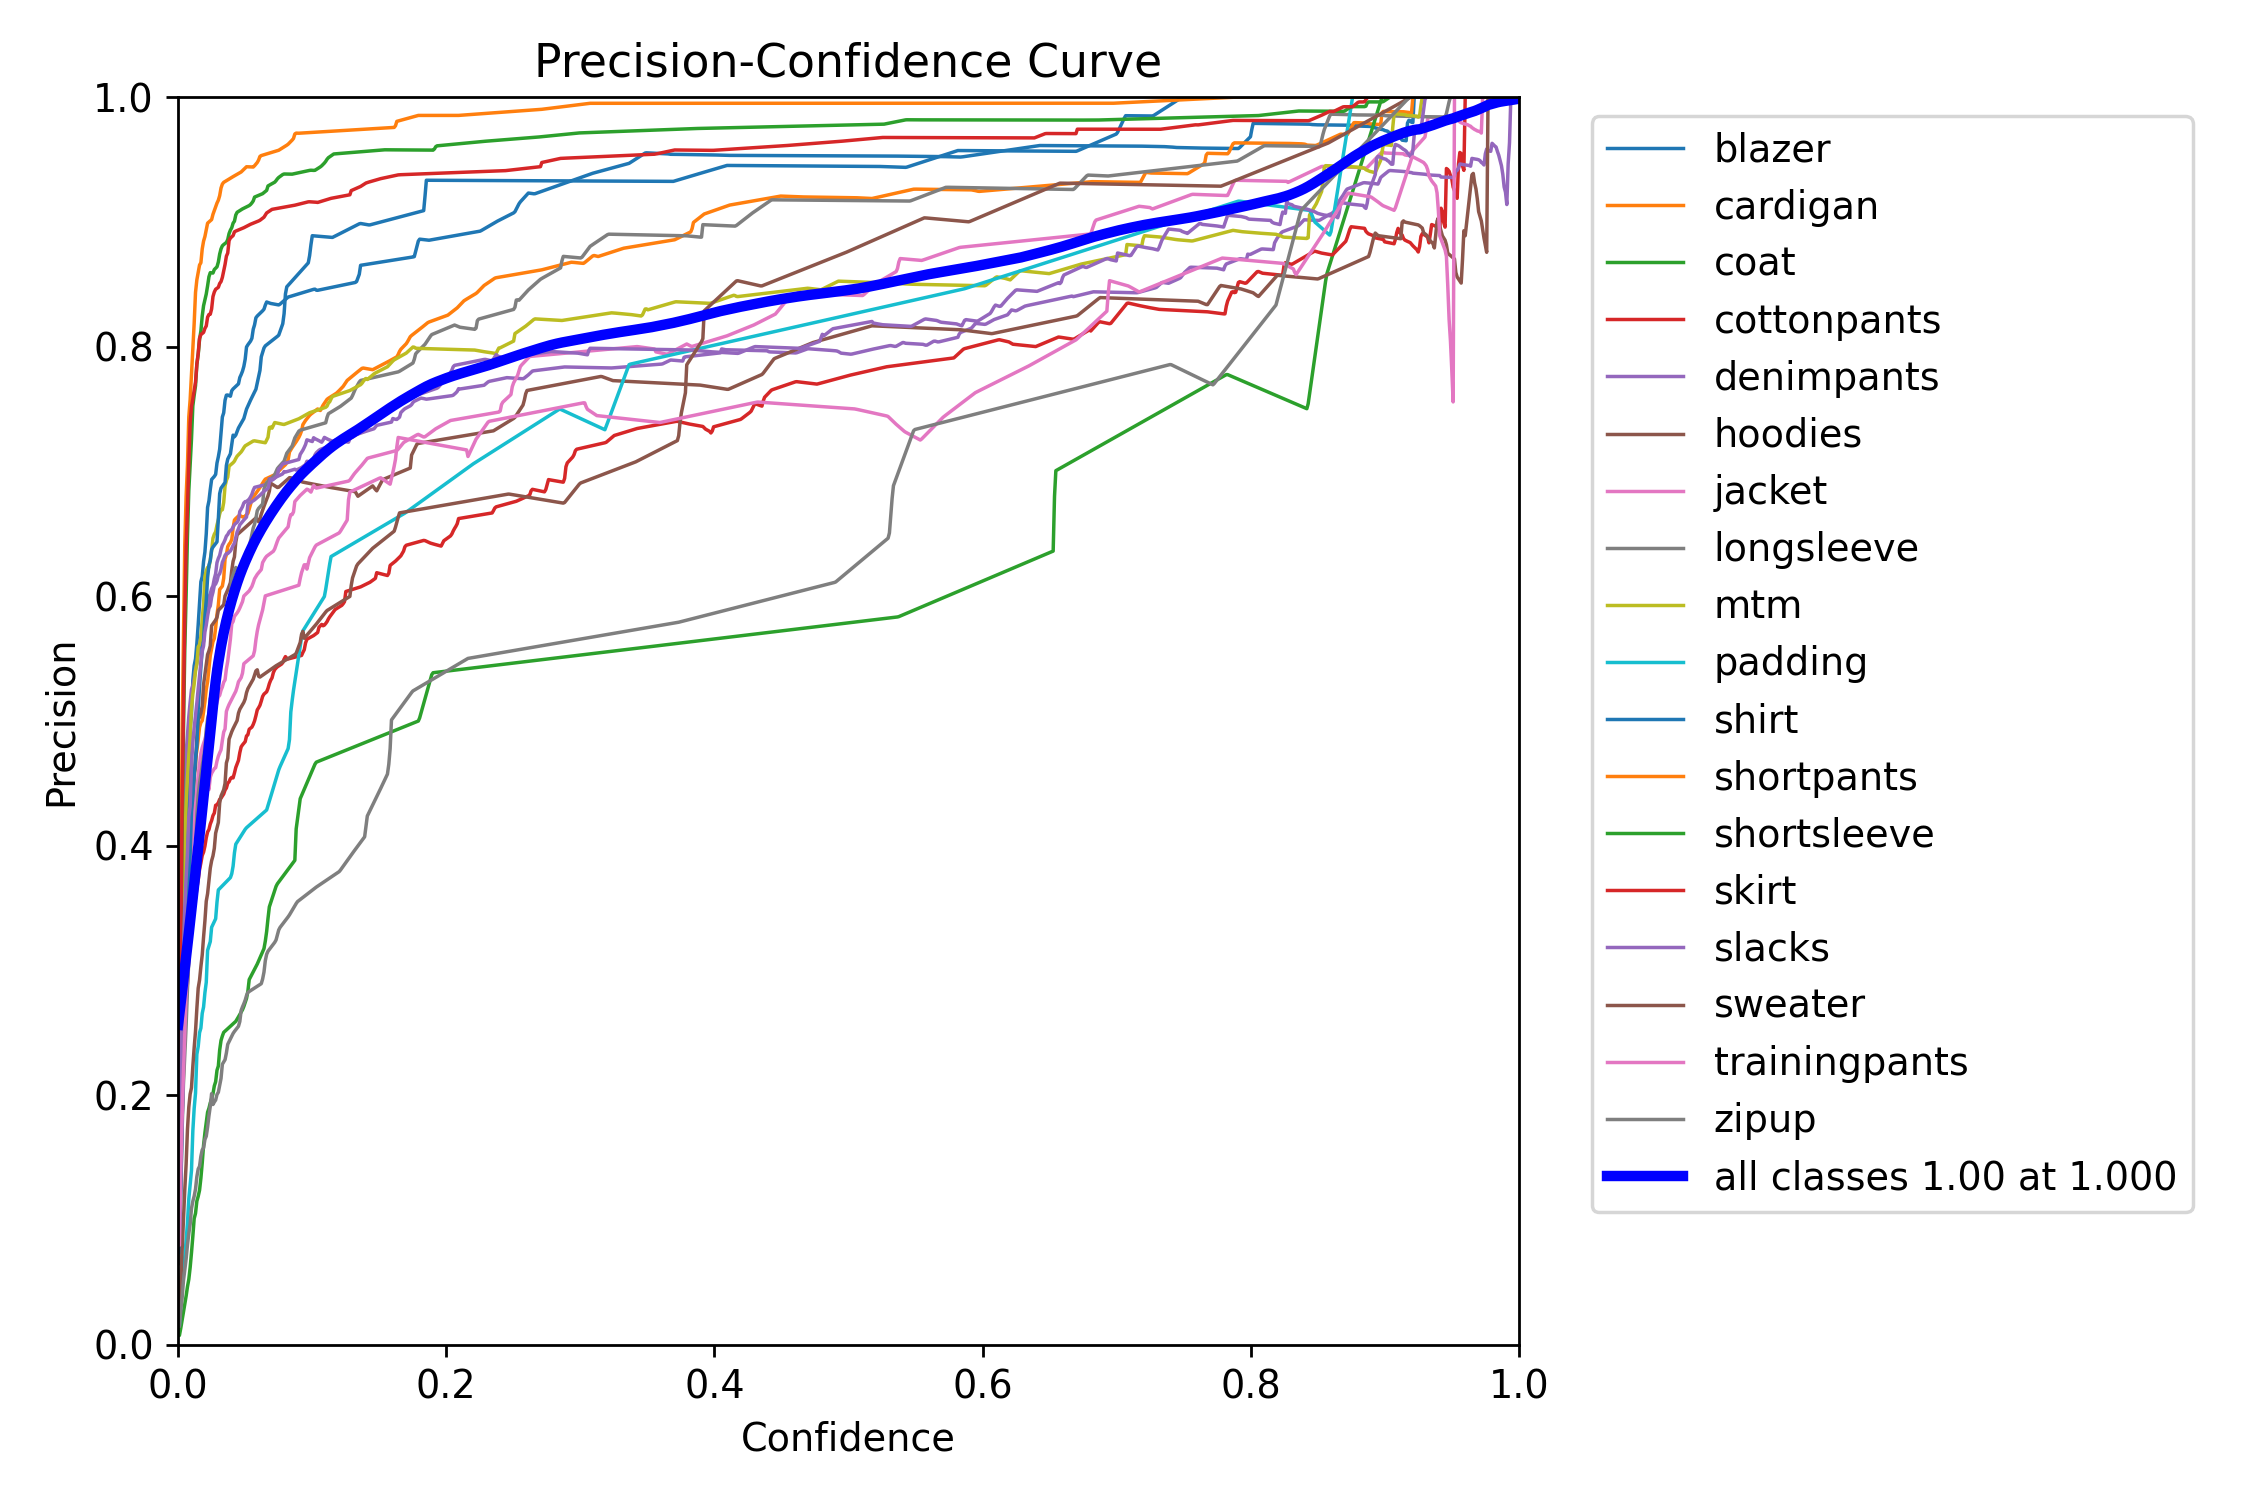 Precision-Confidence Curve
1.0
0.8
0.6
0.4
0.2
0.0
Precision
0.0 0.2 0.4 0.6 0.8 1.0
Confidence
blazer
cardigan
coat
cottonpants
denimpants
hoodies
jacket
longsleeve
mtm
padding
shirt
shortpants
shortsleeve
skirt
slacks
sweater
trainingpants
zipup
all classes 1.00 at 1.000